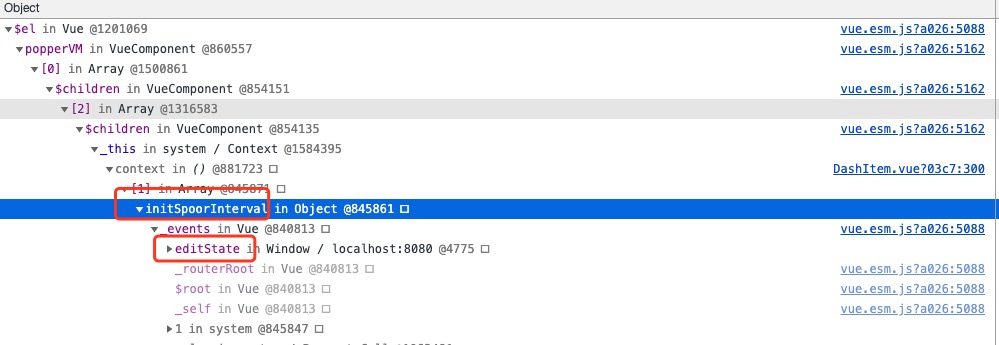 Object
▼$el in Vue @1201069 vue.esm.js?a026:5088
▼popperVM in VueComponent @860557 vue.esm.js?a026:5162
▼[0] in Array @1500861
▼$children in VueComponent @854151 vue.esm.js?a026:5162
▼[2] in Array @1316583
▼$children in VueComponent @854135 vue.esm.js?a026:5162
▼_this in system / Context @1584395
▼context in () @881723 □ DashItem.vue?03c7:300
▼[1] in Array @845871 □
▼initSpoorInterval in Object @845861 □
▼_events in Vue @840813 □ vue.esm.js?a026:5088
▶editState in Window / localhost:8080 @4775 □
_routerRoot in Vue @840813 □ vue.esm.js?a026:5088
$root in Vue @840813 □ vue.esm.js?a026:5088
_self in Vue @840813 □ vue.esm.js?a026:5088
▶1 in system @845847 □